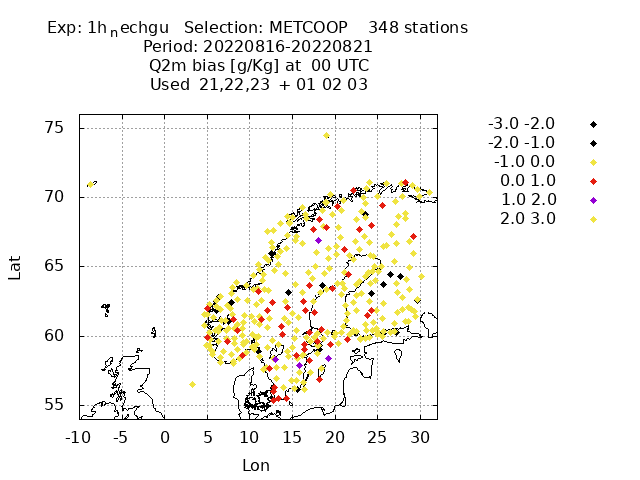 Exp: 1h_nechgu   Selection: METCOOP    348 stations
Period: 20220816-20220821
Q2m bias [g/Kg] at  00 UTC
Used  21,22,23  + 01 02 03
-3.0 -2.0
-2.0 -1.0
-1.0 0.0
0.0 1.0
1.0 2.0
2.0 3.0
75
70
65
60
55
Lat
-10 -5 0 5 10 15 20 25 30
Lon